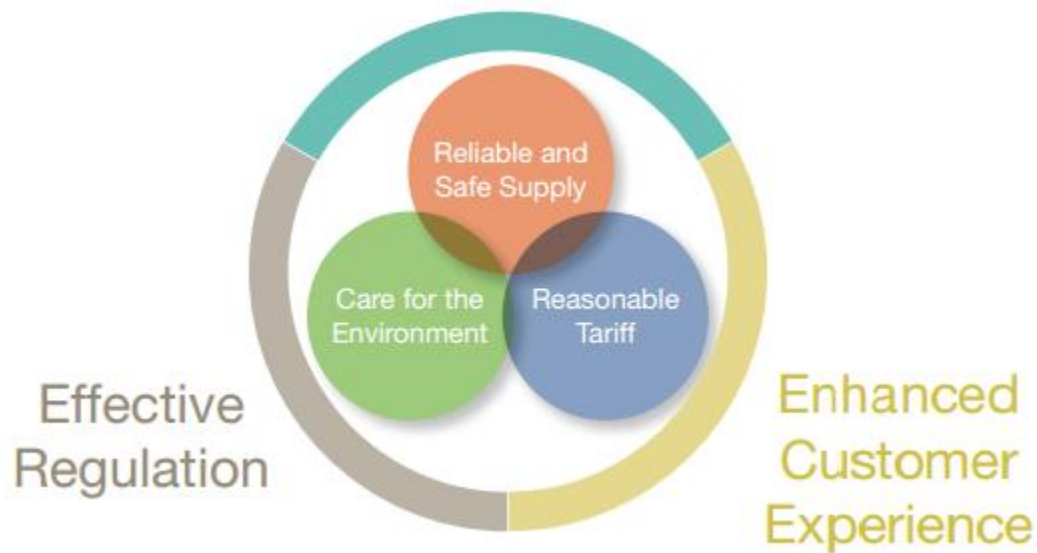 Reliable and
Safe Supply
Care for the
Environment
Reasonable
Tariff
Effective
Regulation
Enhanced
Customer
Experience